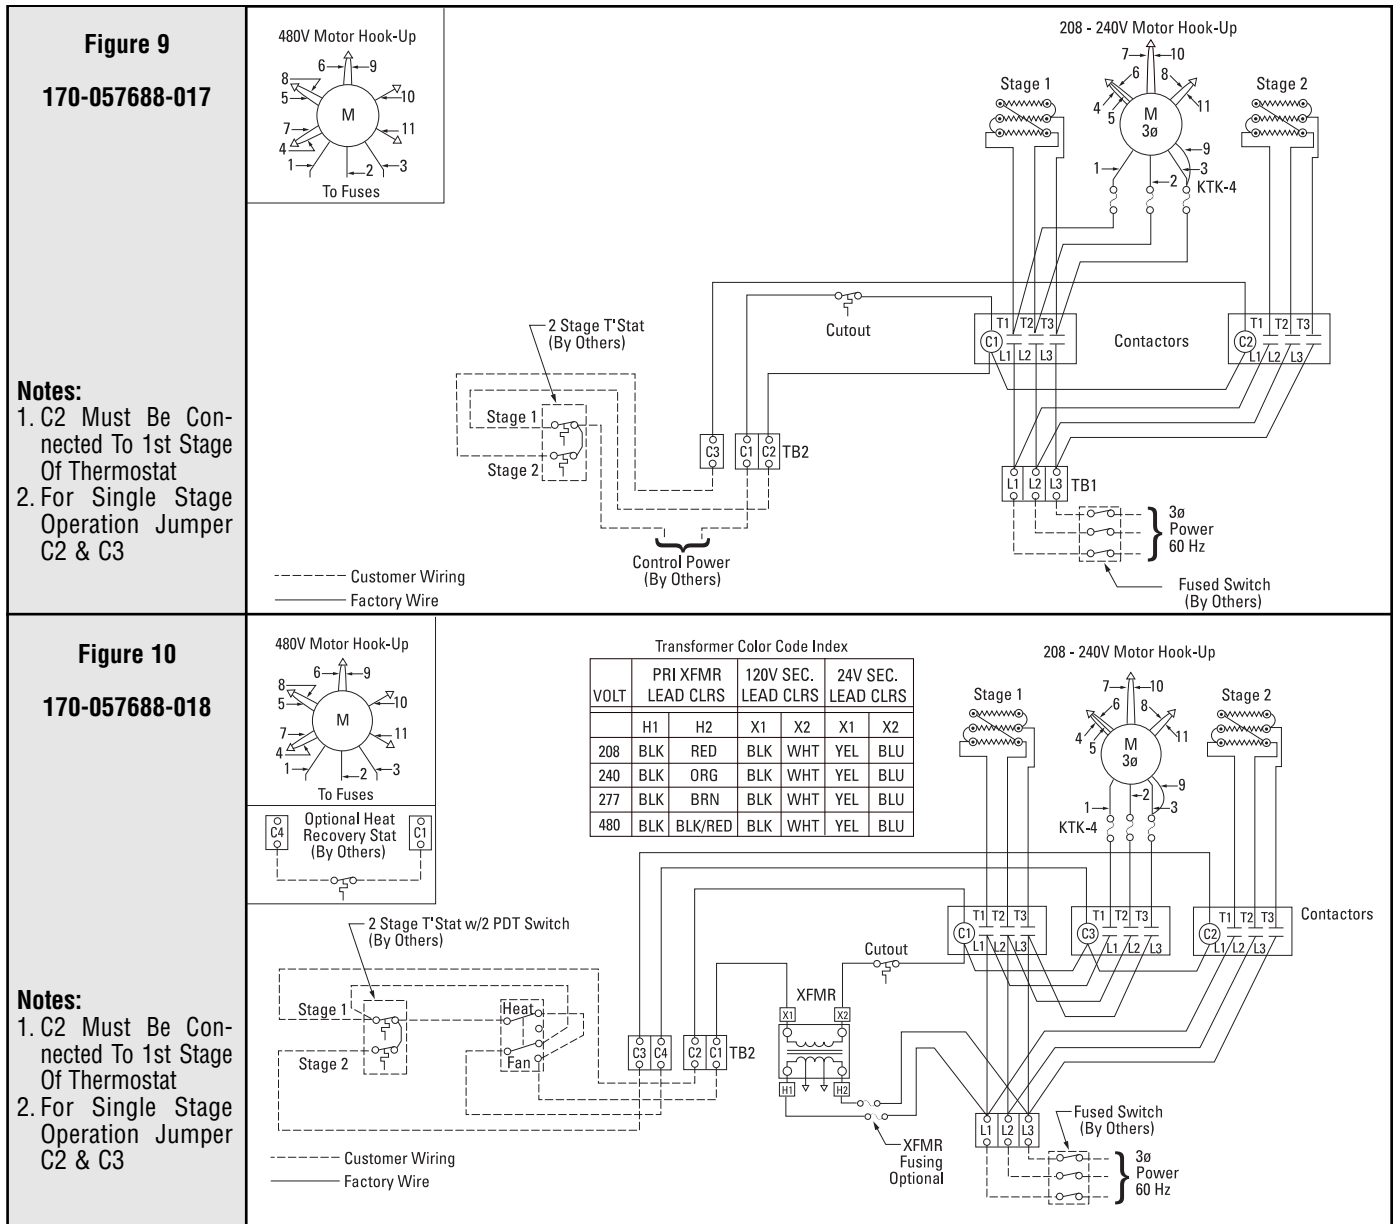 Figure 9
170-057688-017
Notes:
1. C2 Must Be Con-
nected To 1st Stage
Of Thermostat
2. For Single Stage
Operation Jumper
C2 & C3
480V Motor Hook-Up
6
9
8
5
10
M
7
11
4
1
2
3
To Fuses
208 - 240V Motor Hook-Up
7
10
6
8
4
5
11
M
3ø
9
1
2
3
KTK-4
Stage 1
Stage 2
Cutout
T1 T2 T3
C1
L1 L2 L3
Contactors
T1 T2 T3
C2
L1 L2 L3
2 Stage T'Stat
(By Others)
Stage 1
Stage 2
C3
C1 C2 TB2
L1 L2 L3 TB1
3ø
Power
60 Hz
Control Power
(By Others)
Fused Switch
(By Others)
Customer Wiring
Factory Wire
Figure 10
170-057688-018
Notes:
1. C2 Must Be Con-
nected To 1st Stage
Of Thermostat
2. For Single Stage
Operation Jumper
C2 & C3
480V Motor Hook-Up
6
9
8
5
10
M
7
11
4
1
2
3
To Fuses
Optional Heat
Recovery Stat
(By Others)
C4
C1
Transformer Color Code Index
VOLT PRI XFMR LEAD CLRS 120V SEC. LEAD CLRS 24V SEC. LEAD CLRS
H1 H2 X1 X2 X1 X2
208 BLK RED BLK WHT YEL BLU
240 BLK ORG BLK WHT YEL BLU
277 BLK BRN BLK WHT YEL BLU
480 BLK BLK/RED BLK WHT YEL BLU
208 - 240V Motor Hook-Up
7
10
6
8
4
5
11
M
3ø
9
1
2
3
KTK-4
Stage 1
Stage 2
T1 T2 T3
C1
L1 L2 L3
T1 T2 T3
C3
L1 L2 L3
T1 T2 T3
C2
L1 L2 L3
Contactors
2 Stage T'Stat w/2 PDT Switch
(By Others)
Stage 1
Stage 2
Heat
Fan
Cutout
XFMR
X1
X2
H1
H2
C3 C4 C2 C1 TB2
L1 L2 L3
XFMR
Fusing
Optional
Fused Switch
(By Others)
3ø
Power
60 Hz
Customer Wiring
Factory Wire